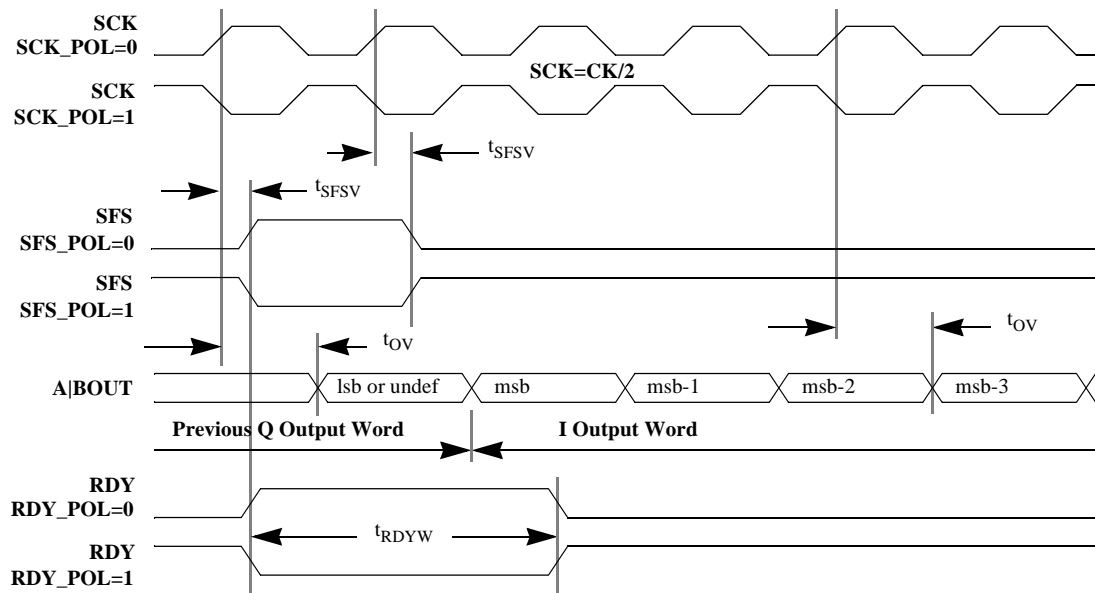 SCK
SCK_POL=0
SCK=CK/2
SCK
SCK_POL=1
tSFSV
tSFSV
SFS
SFS_POL=0
SFS
SFS_POL=1
tOV
tOV
A|BOUT
lsb or undef
msb
msb-1
msb-2
msb-3
Previous Q Output Word
I Output Word
RDY
RDY_POL=0
tRDYW
RDY
RDY_POL=1